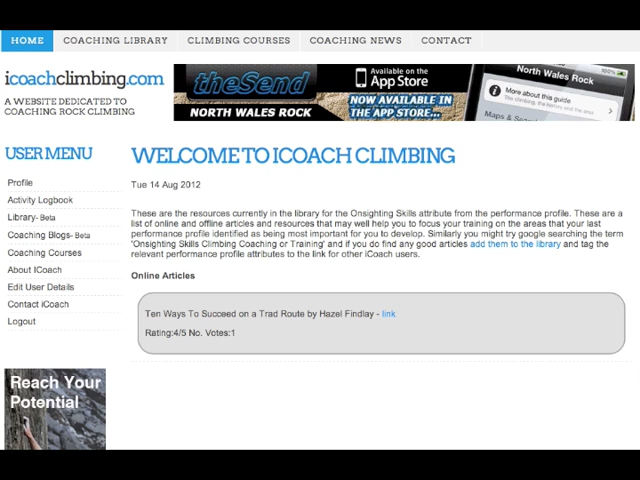 HOME COACHING LIBRARY CLIMBING COURSES COACHING NEWS CONTACT
icoachclimbing.com
A WEBSITE DEDICATED TO
COACHING ROCK CLIMBING
theSend
NORTH WALES ROCK
Available on the
App Store
NOW AVAILABLE IN
THE APP STORE...
North Wales Rock
More about this guide
The climbing, the history and the area
Maps &
USER MENU
Profile
Activity Logbook
Library- Beta
Coaching Blogs- Beta
Coaching Courses
About ICoach
Edit User Details
Contact iCoach
Logout
Reach Your
Potential
WELCOME TO ICOACH CLIMBING
Tue 14 Aug 2012
These are the resources currently in the library for the Onsighting Skills attribute from the performance profile. These are a
list of online and offline articles and resources that may well help you to focus your training on the areas that your last
performance profile identified as being most important for you to develop. Similarly you might try google searching the term
'Onsighting Skills Climbing Coaching or Training' and if you do find any good articles add them to the library and tag the
relevant performance profile attributes to the link for other iCoach users.
Online Articles
Ten Ways To Succeed on a Trad Route by Hazel Findlay - link
Rating:4/5 No. Votes:1